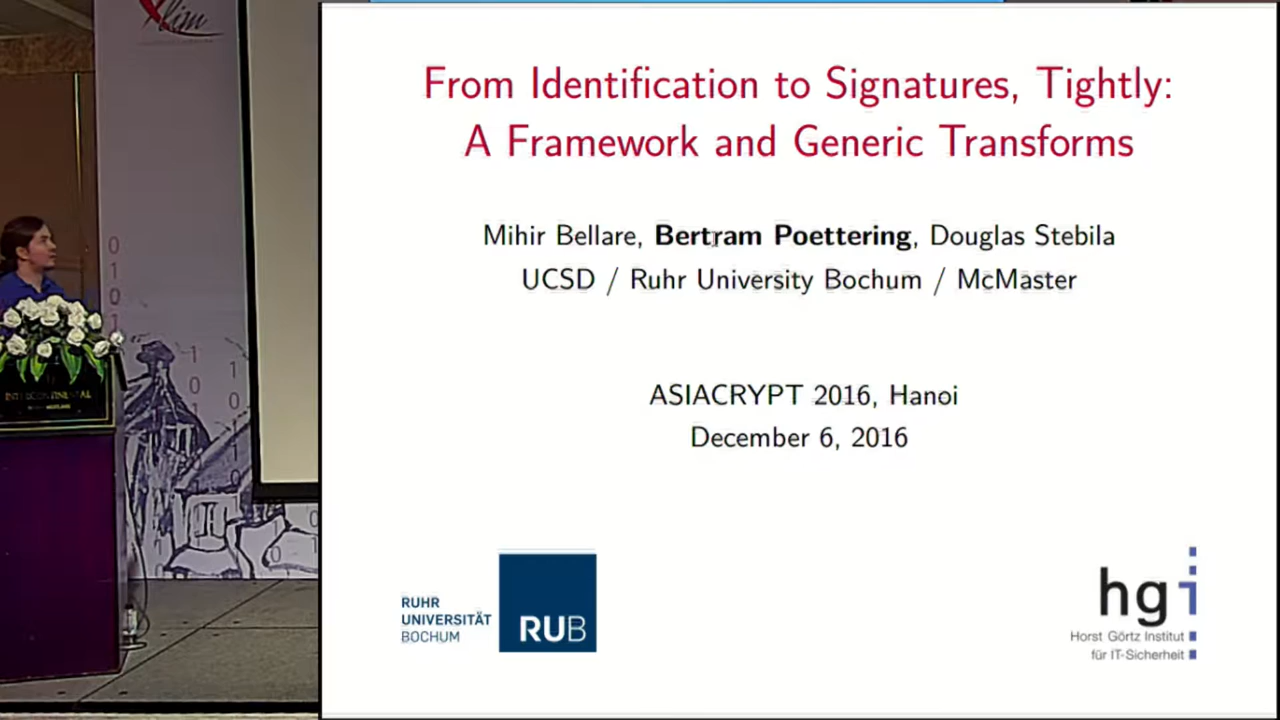 From Identification to Signatures, Tightly:
A Framework and Generic Transforms
Mihir Bellare, Bertram Poettering, Douglas Stebila
UCSD / Ruhr University Bochum / McMaster
ASIACRYPT 2016, Hanoi
December 6, 2016
RUHR
UNIVERSITÄT
BOCHUM
RUB
hgi
Horst Görtz Institut
für IT-Sicherheit
INTERCONTINENTAL